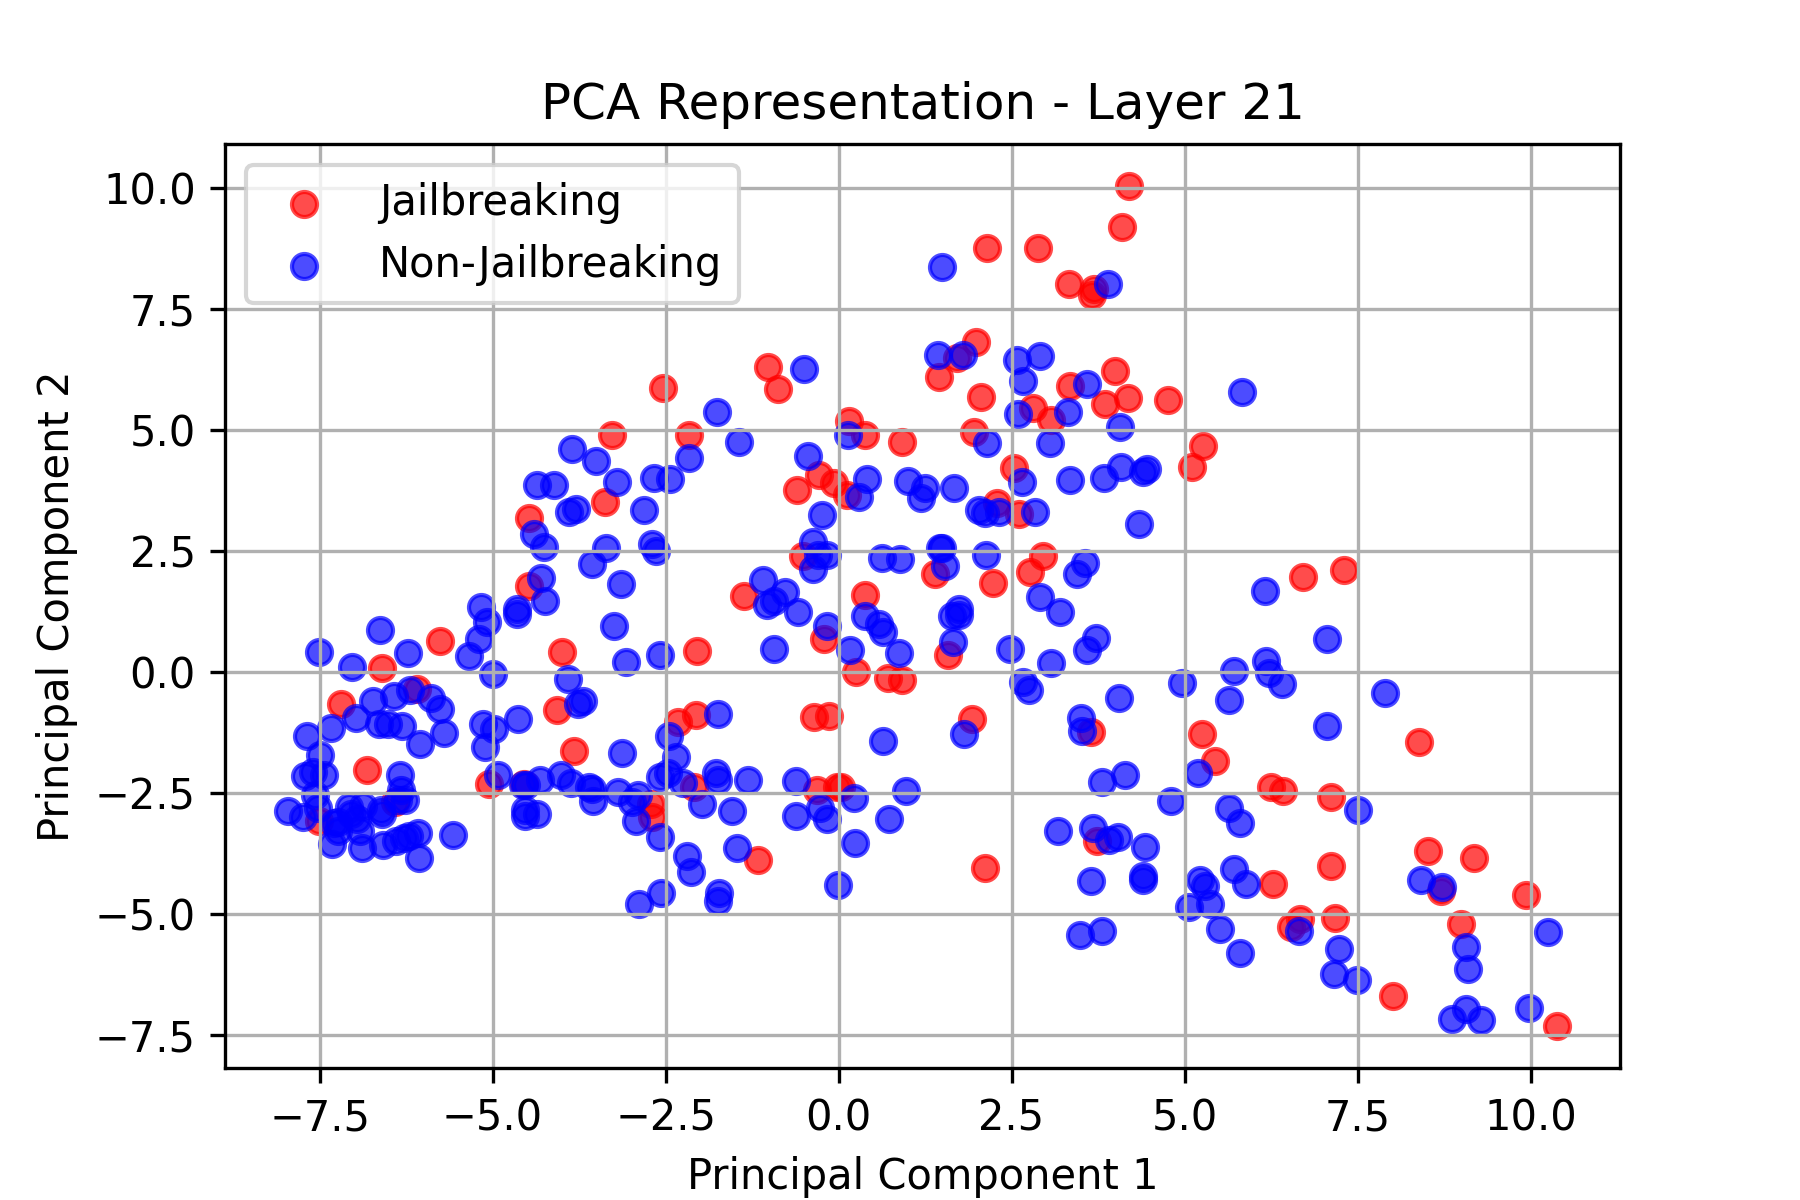 PCA Representation - Layer 21
Jailbreaking
Non-Jailbreaking
10.0
7.5
5.0
2.5
0.0
−2.5
−5.0
−7.5
Principal Component 2
−7.5 −5.0 −2.5 0.0 2.5 5.0 7.5 10.0
Principal Component 1